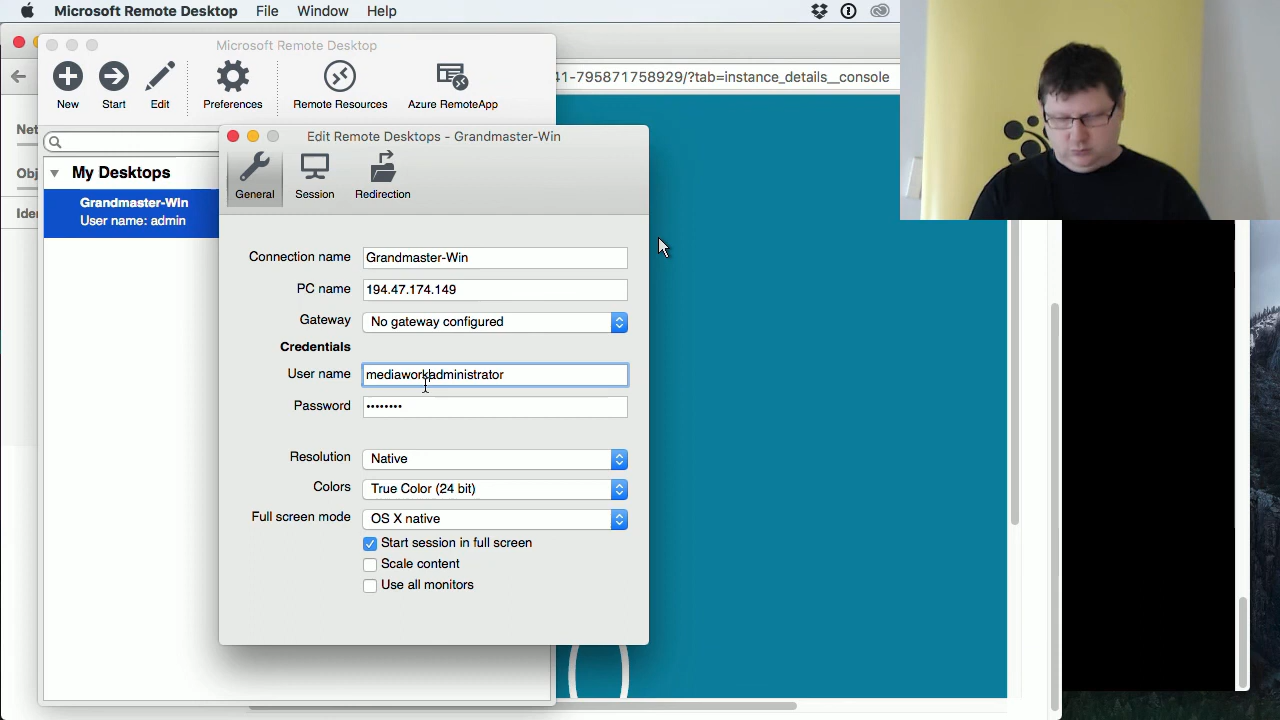 Microsoft Remote Desktop File Window Help
Microsoft Remote Desktop
41-795871758929/?tab=instance_details__console
New Start Edit Preferences Remote Resources Azure RemoteApp
Net
Obj
Iden
My Desktops
Grandmaster-Win
User name: admin
Edit Remote Desktops - Grandmaster-Win
General Session Redirection
Connection name Grandmaster-Win
PC name 194.47.174.149
Gateway No gateway configured
Credentials
User name mediaworkadministrator
Password ••••••••
Resolution Native
Colors True Color (24 bit)
Full screen mode OS X native
Start session in full screen
Scale content
Use all monitors